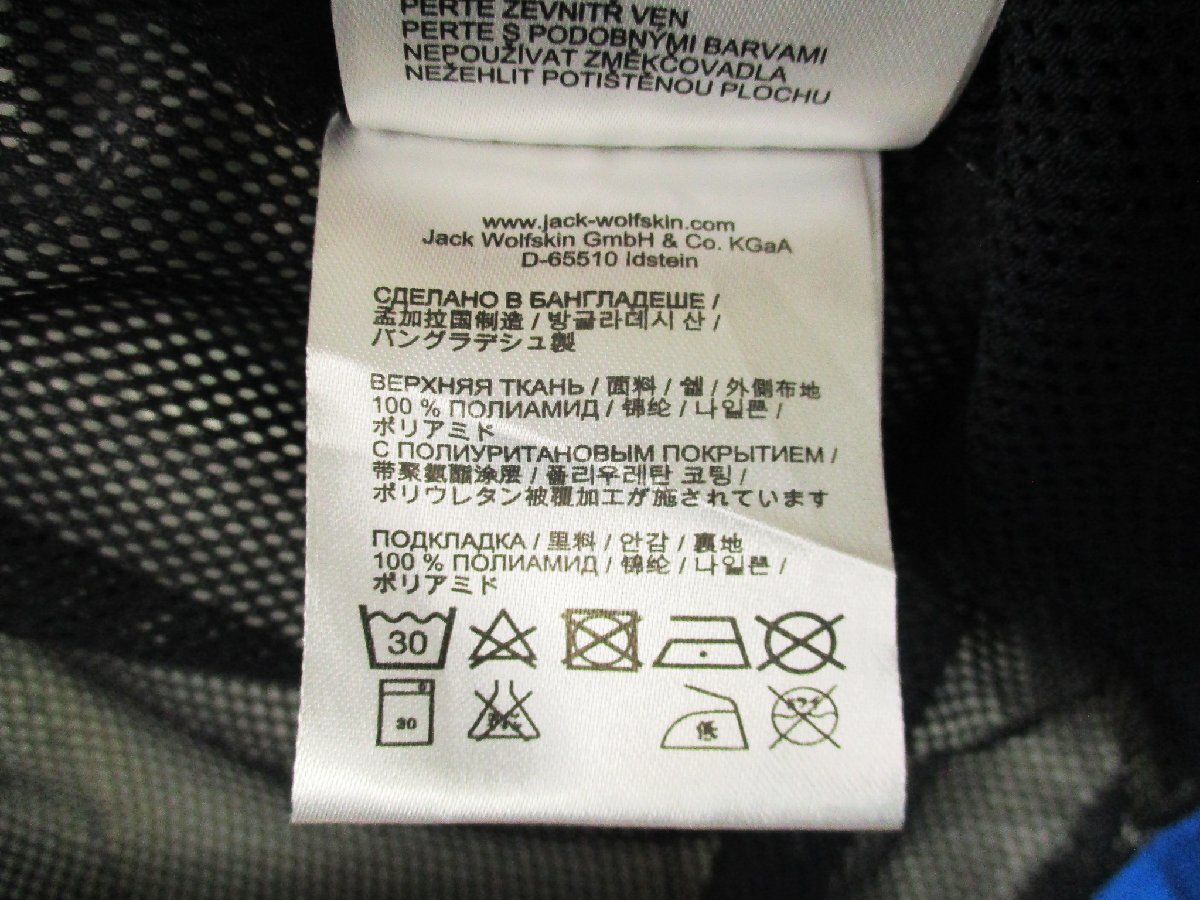 PERTE ZEVNITŘ VEN
PERTE S PODOBNÝMI BARVAMI
NEPOUŽÍVAT ZMĚKČOVADLA
NEŽEHLIT POTIŠTĚNOU PLOCHU
www.jack-wolfskin.com
Jack Wolfskin GmbH & Co. KGaA
D-65510 Idstein
СДЕЛАНО В БАНГЛАДЕШЕ /
孟加拉国制造 / 방글라데시 산 /
バングラデシュ製
ВЕРХНЯЯ ТКАНЬ / 面料 / 쉘 / 外側布地
100 % ПОЛИАМИД / 锦纶 / 나일론 /
ポリアミド
С ПОЛИУРИТАНОВЫМ ПОКРЫТИЕМ /
带聚氨酯涂层 / 폴리우레탄 코팅 /
ポリウレタン被覆加工が施されています
ПОДКЛАДКА / 里料 / 안감 / 裏地
100 % ПОЛИАМИД / 锦纶 / 나일론 /
ポリアミド
30
30
低